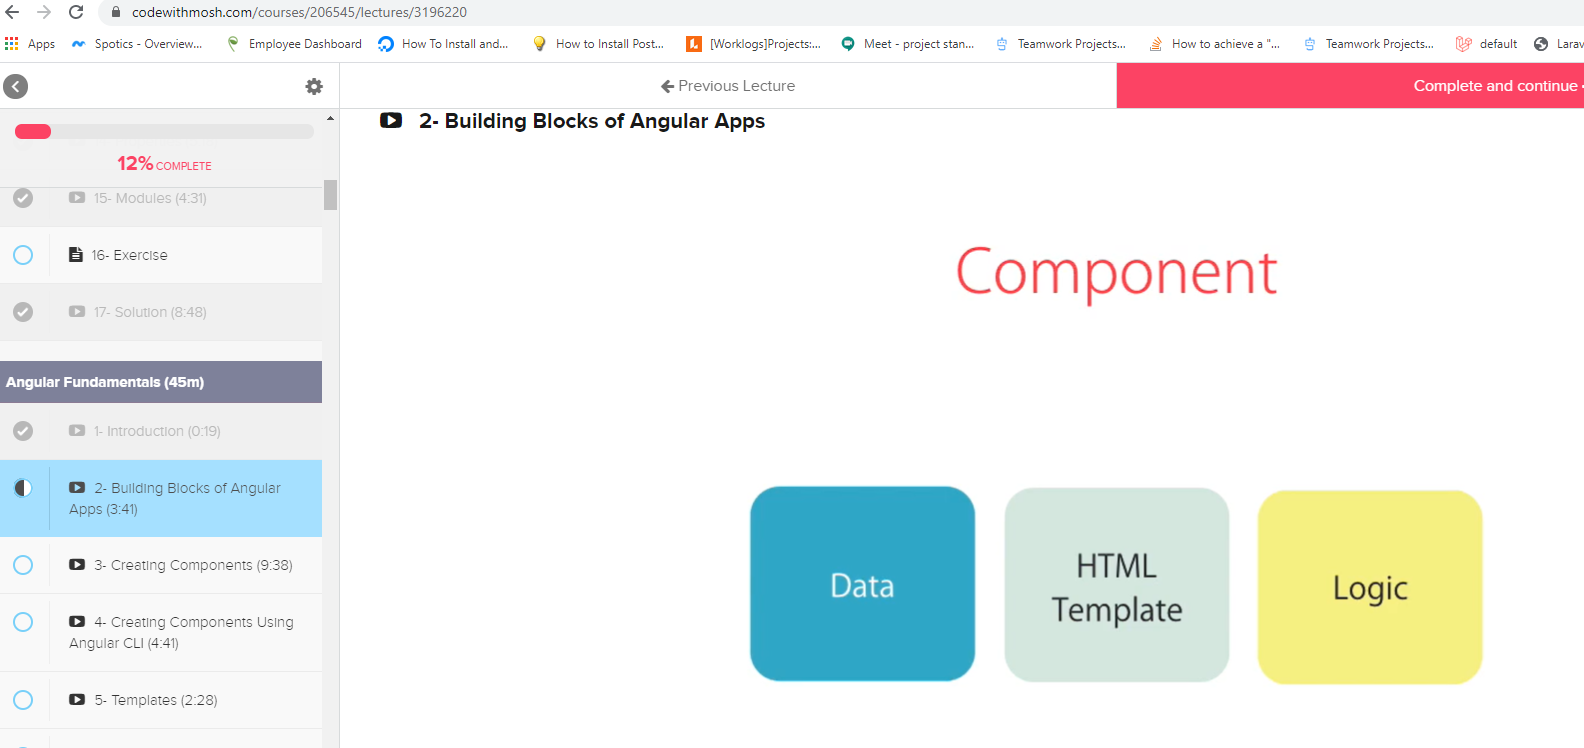 codewithmosh.com/courses/206545/lectures/3196220
Apps Spotics - Overview... Employee Dashboard How To Install and... How to Install Post... [Worklogs]Projects:... Meet - project stan... Teamwork Projects... How to achieve a "... Teamwork Projects... default Larav
Previous Lecture
Complete and continue
12% COMPLETE
15- Modules (4:31)
16- Exercise
17- Solution (8:48)
Angular Fundamentals (45m)
1- Introduction (0:19)
2- Building Blocks of Angular
Apps (3:41)
3- Creating Components (9:38)
4- Creating Components Using
Angular CLI (4:41)
5- Templates (2:28)
2- Building Blocks of Angular Apps
Component
Data
HTML
Template
Logic